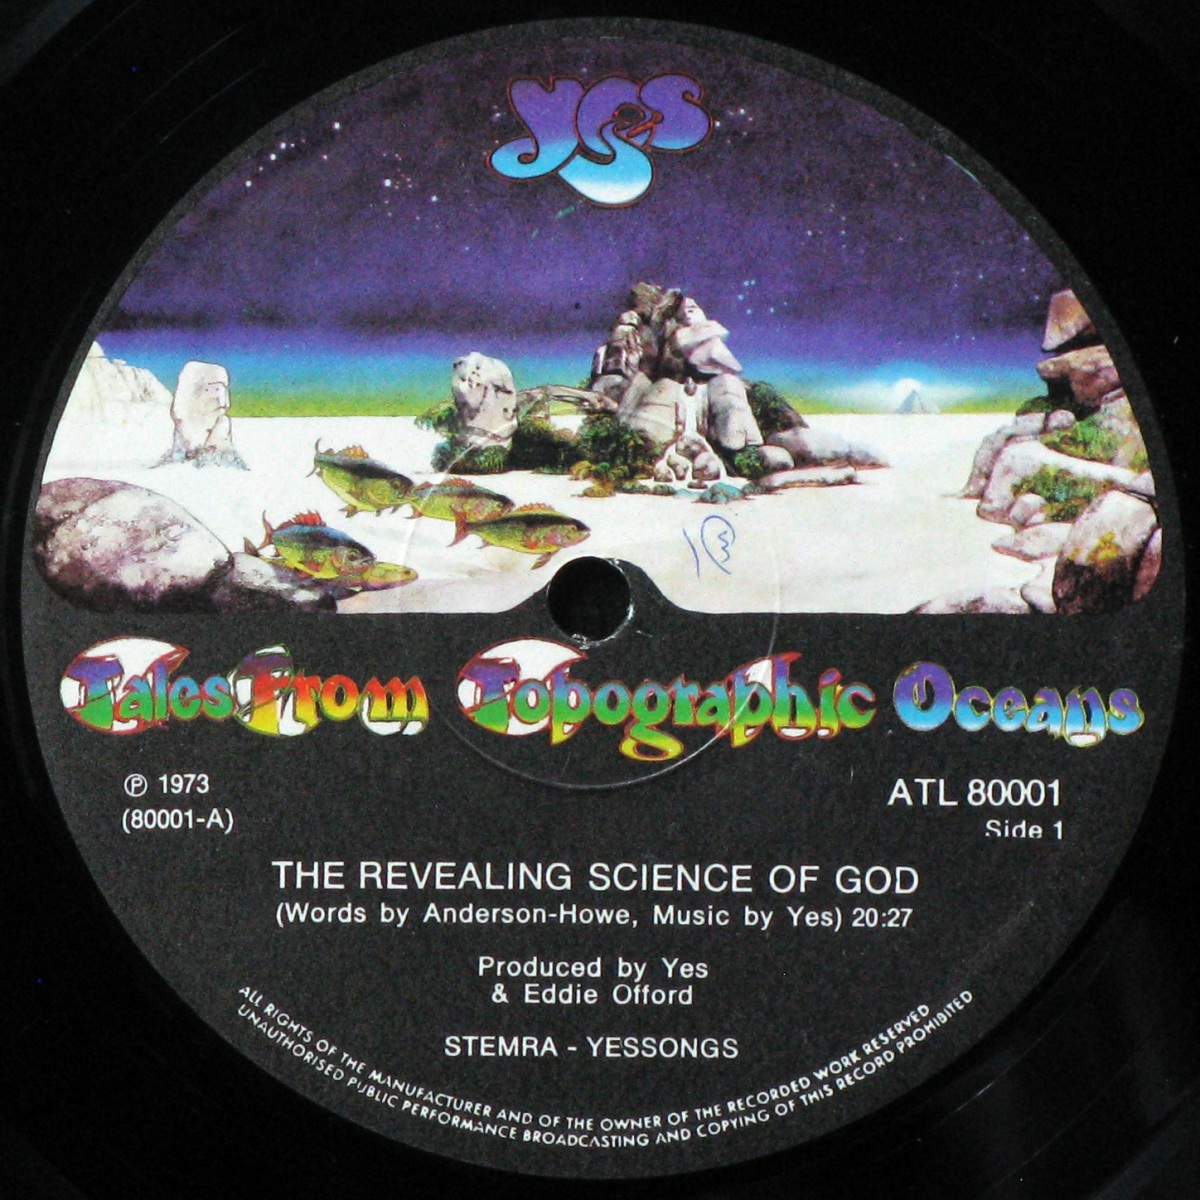 yes
Tales From Topographic Oceans
℗ 1973
(80001-A)
ATL 80001
Side 1
THE REVEALING SCIENCE OF GOD
(Words by Anderson-Howe, Music by Yes) 20:27
Produced by Yes
& Eddie Offord
STEMRA - YESSONGS
ALL RIGHTS OF THE MANUFACTURER AND OF THE OWNER OF THE RECORDED WORK RESERVED
UNAUTHORISED PUBLIC PERFORMANCE BROADCASTING AND COPYING OF THIS RECORD PROHIBITED